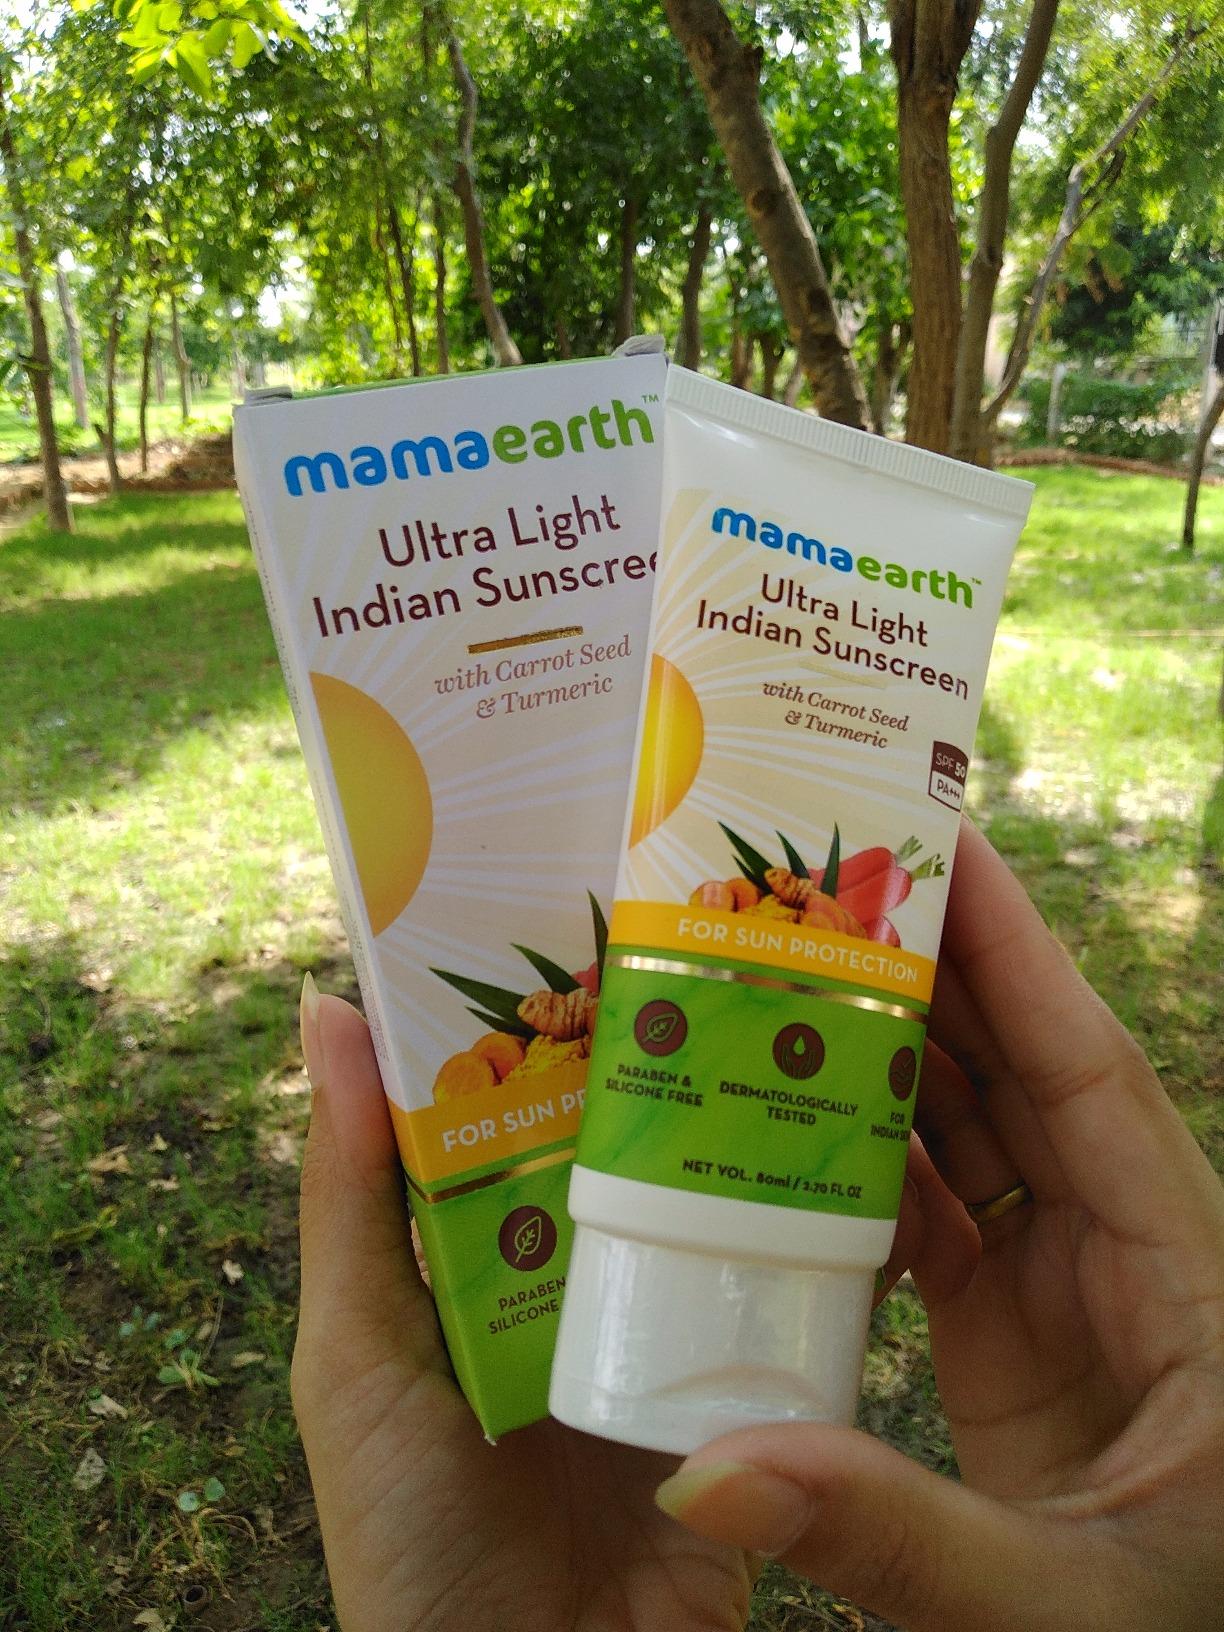 mamaearth™
Ultra Light
Indian Sunscree
with Carrot Seed
& Turmeric
FOR SUN PR
PARABEN
SILICONE
mamaearth™
Ultra Light
Indian Sunscreen
with Carrot Seed
& Turmeric
SPF 50
PA+++
FOR SUN PROTECTION
PARABEN &
SILICONE FREE
DERMATOLOGICALLY
TESTED
FOR
INDIAN SKIN
NET VOL. 80ml / 2.70 FL OZ